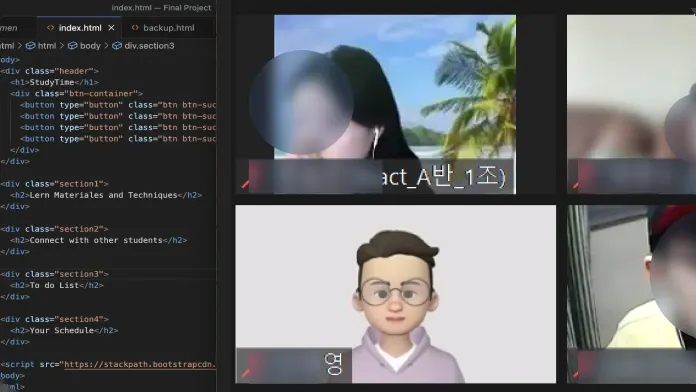 index.html — Final Project
index.html
backup.html
html > html > body > div.section3
<div class="header">
<h1>StudyTime</h1>
<div class="btn-container">
<button type="button" class="btn btn-suc
<button type="button" class="btn btn-suc
<button type="button" class="btn btn-suc
<button type="button" class="btn btn-suc
</div>
</div>
<div class="section1">
<h2>Lern Materiales and Techniques</h2>
</div>
<div class="section2">
<h2>Connect with other students</h2>
</div>
<div class="section3">
<h2>To do List</h2>
</div>
<div class="section4">
<h2>Your Schedule</h2>
</div>
<script src="https://stackpath.bootstrapcdn.
body>
html>
act_A반_1조)
영